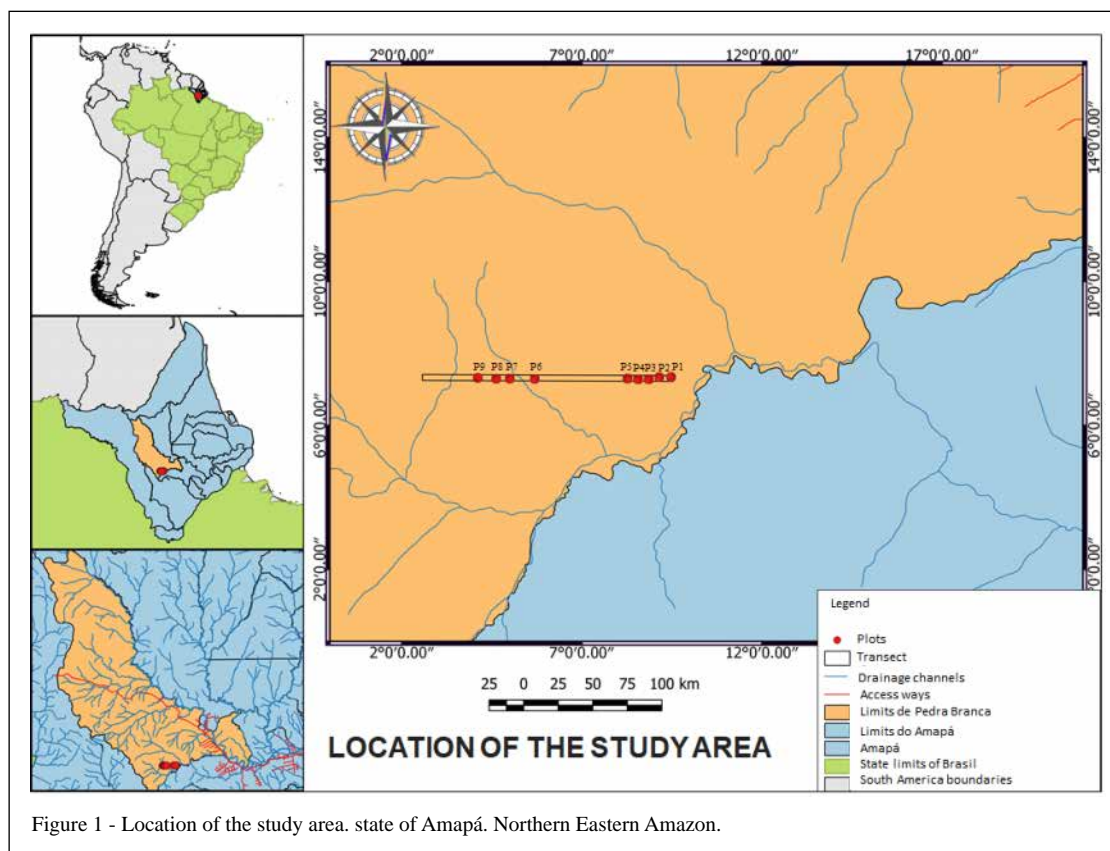 2°0'0.00" 7°0'0.00" 12°0'0.00" 17°0'0.00"
14°0'0.00" 14°0'0.00"
10°0'0.00" 10°0'0.00"
P9 P8 P7 P6 P5 P4 P3 P2 P1
6°0'0.00" 6°0'0.00"
2°0'0.00" °0'0.00"
Legend
Plots
Transect
Drainage channels
Access ways
Limits de Pedra Branca
Limits do Amapá
Amapá
State limits of Brasil
South America boundaries
2°0'0.00" 7°0'0.00" 12°0'0.00"
25 0 25 50 75 100 km
LOCATION OF THE STUDY AREA
Figure 1 - Location of the study area. state of Amapá. Northern Eastern Amazon.